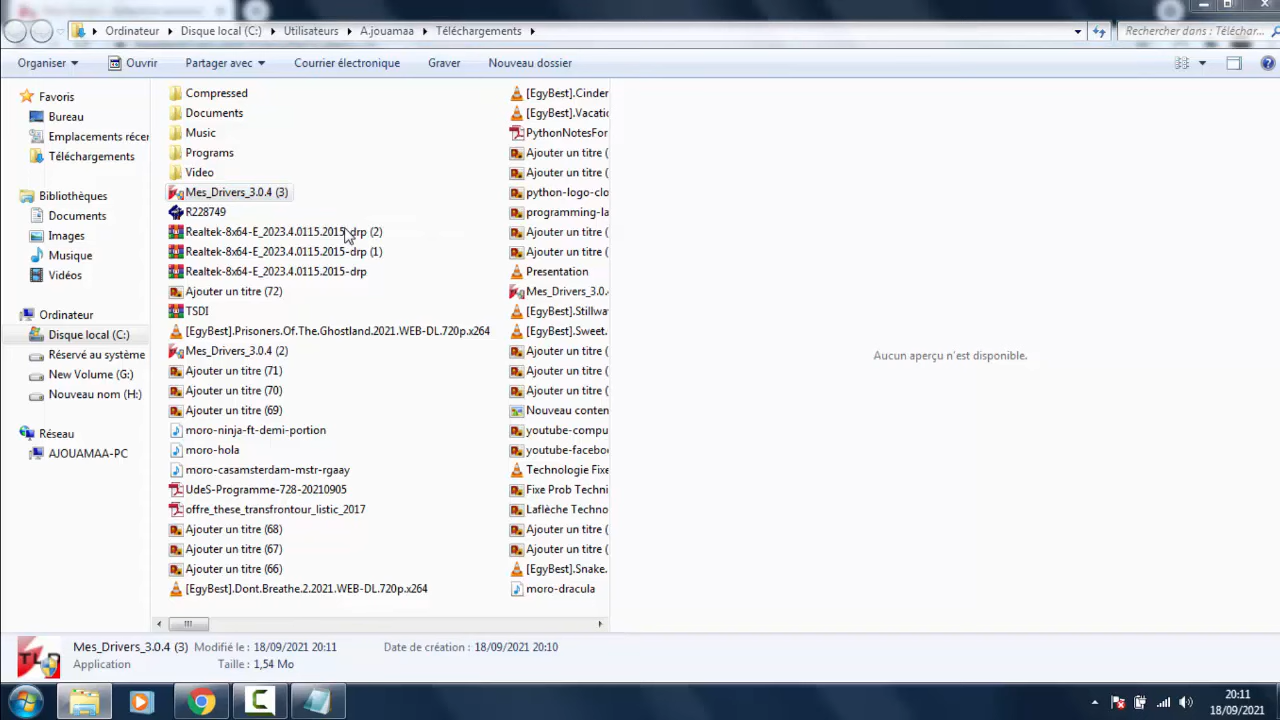 Ordinateur Disque local (C:) Utilisateurs A.jouamaa Téléchargements
Rechercher dans : Téléchar...
Organiser Ouvrir Partager avec Courrier électronique Graver Nouveau dossier
Favoris
Bureau
Emplacements récer
Téléchargements
Bibliothèques
Documents
Images
Musique
Vidéos
Ordinateur
Disque local (C:)
Réservé au système
New Volume (G:)
Nouveau nom (H:)
Réseau
AJOUAMAA-PC
Compressed
Documents
Music
Programs
Video
Mes_Drivers_3.0.4 (3)
R228749
Realtek-8x64-E_2023.4.0115.2015-drp (2)
Realtek-8x64-E_2023.4.0115.2015-drp (1)
Realtek-8x64-E_2023.4.0115.2015-drp
Ajouter un titre (72)
TSDI
[EgyBest].Prisoners.Of.The.Ghostland.2021.WEB-DL.720p.x264
Mes_Drivers_3.0.4 (2)
Ajouter un titre (71)
Ajouter un titre (70)
Ajouter un titre (69)
moro-ninja-ft-demi-portion
moro-hola
moro-casamsterdam-mstr-rgaay
UdeS-Programme-728-20210905
offre_these_transfrontour_listic_2017
Ajouter un titre (68)
Ajouter un titre (67)
Ajouter un titre (66)
[EgyBest].Dont.Breathe.2.2021.WEB-DL.720p.x264
[EgyBest].Cinder
[EgyBest].Vacati
PythonNotesFor
Ajouter un titre (
Ajouter un titre (
python-logo-clo
programming-la
Ajouter un titre (
Ajouter un titre (
Presentation
Mes_Drivers_3.0.
[EgyBest].Stillwa
[EgyBest].Sweet.
Ajouter un titre (
Ajouter un titre (
Ajouter un titre (
Nouveau conten
youtube-compu
youtube-facebo
Technologie Fixe
Fixe Prob Techni
Laflèche Techno
Ajouter un titre (
Ajouter un titre (
[EgyBest].Snake.
moro-dracula
Aucun aperçu n'est disponible.
Mes_Drivers_3.0.4 (3) Modifié le : 18/09/2021 20:11 Date de création : 18/09/2021 20:10
Application Taille : 1,54 Mo
20:11
18/09/2021